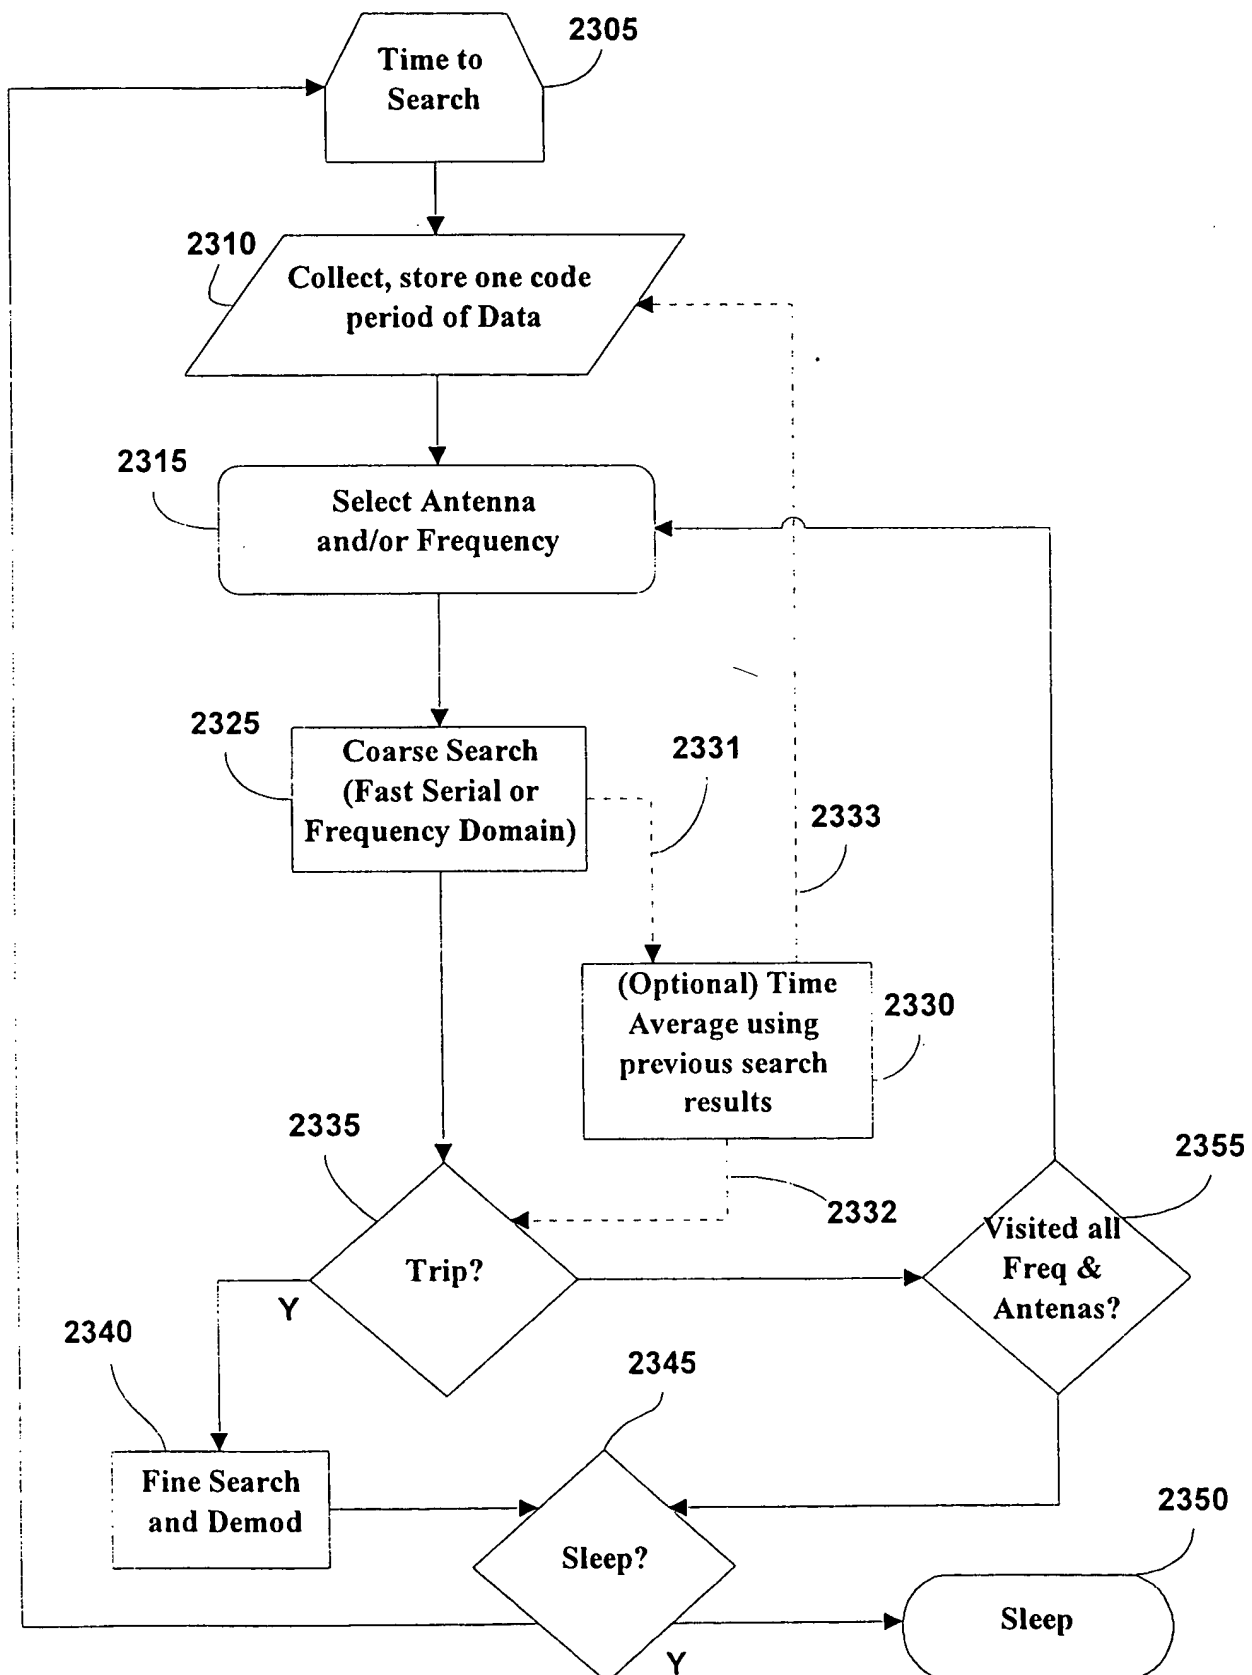 2305
Time to
Search
2310
Collect, store one code
period of Data
2315
Select Antenna
and/or Frequency
2325
Coarse Search
(Fast Serial or
Frequency Domain)
2331
2333
(Optional) Time
Average using
previous search
results
2330
2335
2332
2355
Trip?
Y
Visited all
Freq &
Antenas?
2340
2345
Fine Search
and Demod
2350
Sleep?
Sleep
Y